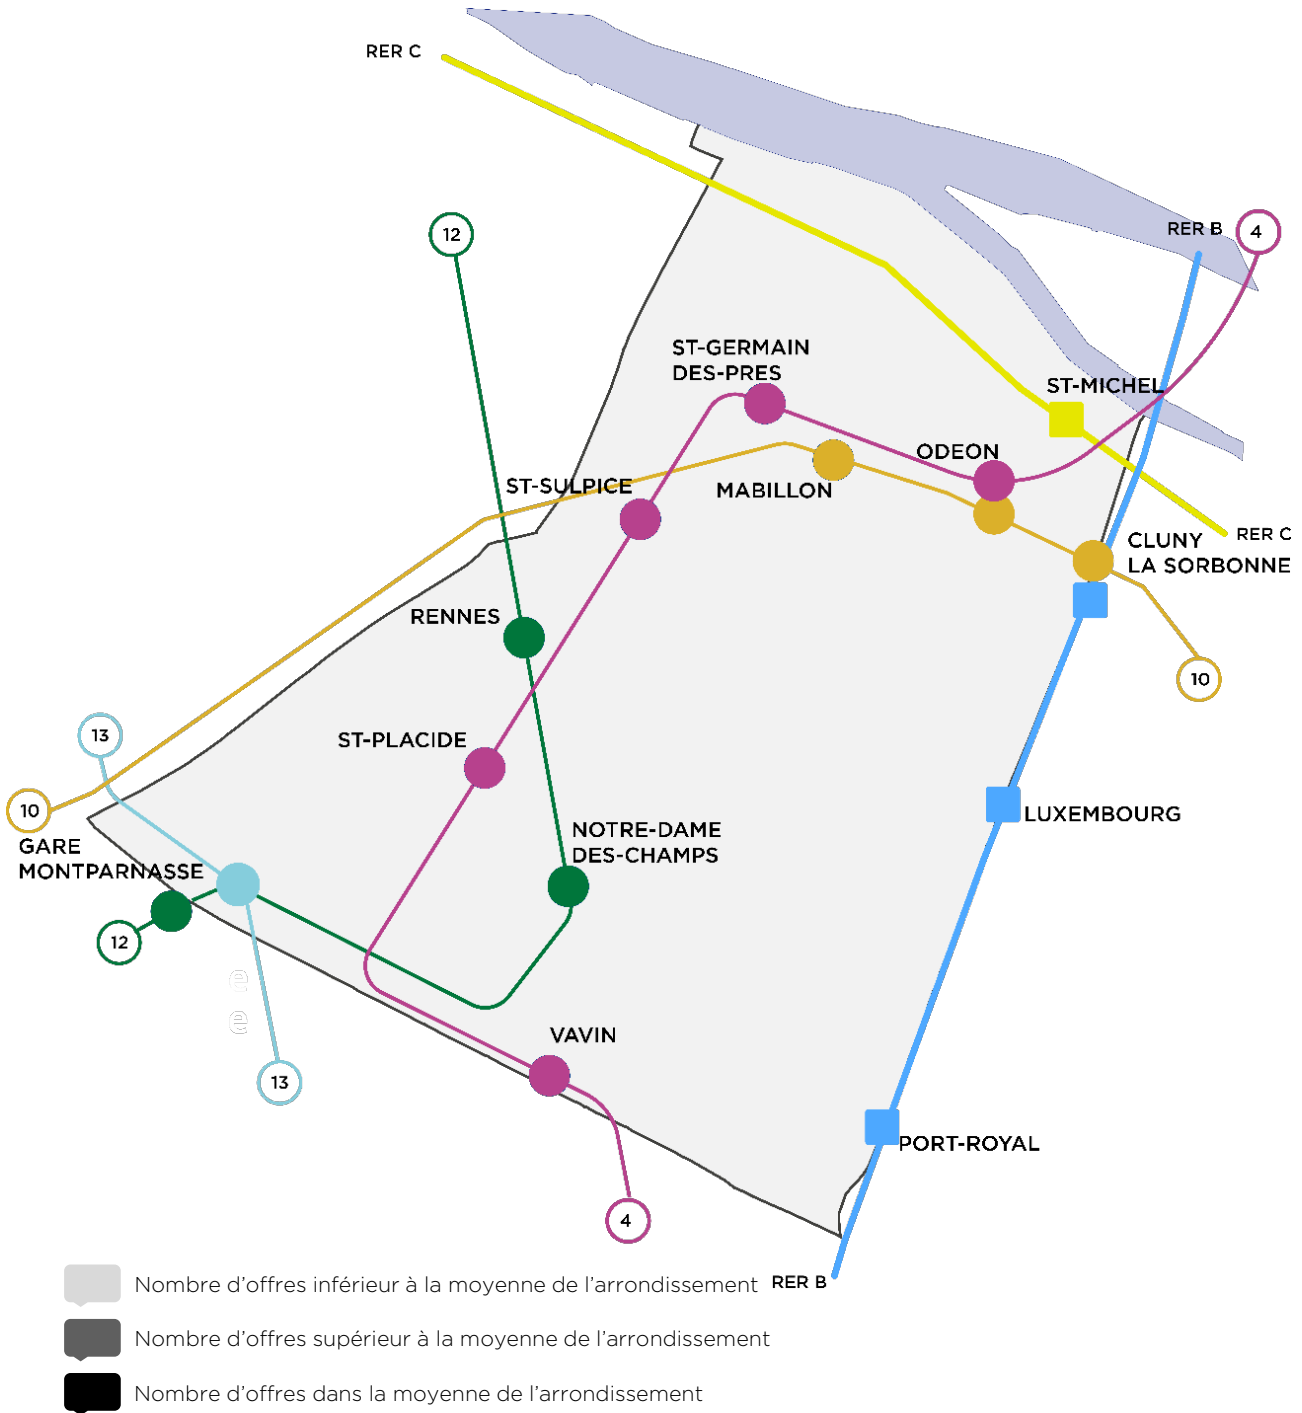 RER C
RER B
4
12
ST-GERMAIN
DES-PRES
ST-MICHEL
ODEON
ST-SULPICE
MABILLON
RER C
CLUNY
LA SORBONNE
RENNES
10
13
ST-PLACIDE
10
LUXEMBOURG
GARE
MONTPARNASSE
NOTRE-DAME
DES-CHAMPS
12
e
e
VAVIN
13
PORT-ROYAL
4
Nombre d’offres inférieur à la moyenne de l’arrondissement
RER B
Nombre d’offres supérieur à la moyenne de l’arrondissement
Nombre d’offres dans la moyenne de l’arrondissement